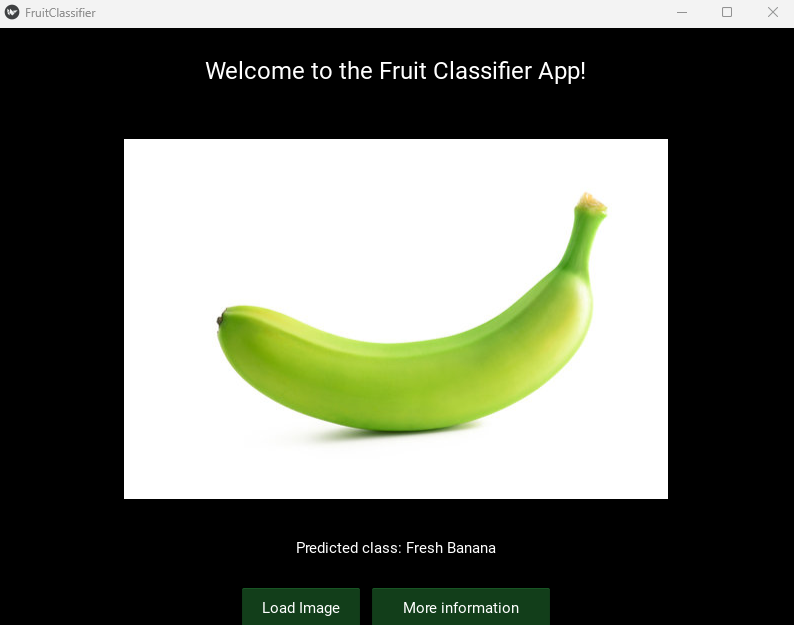 FruitClassifier
Welcome to the Fruit Classifier App!
Predicted class: Fresh Banana
Load Image
More information